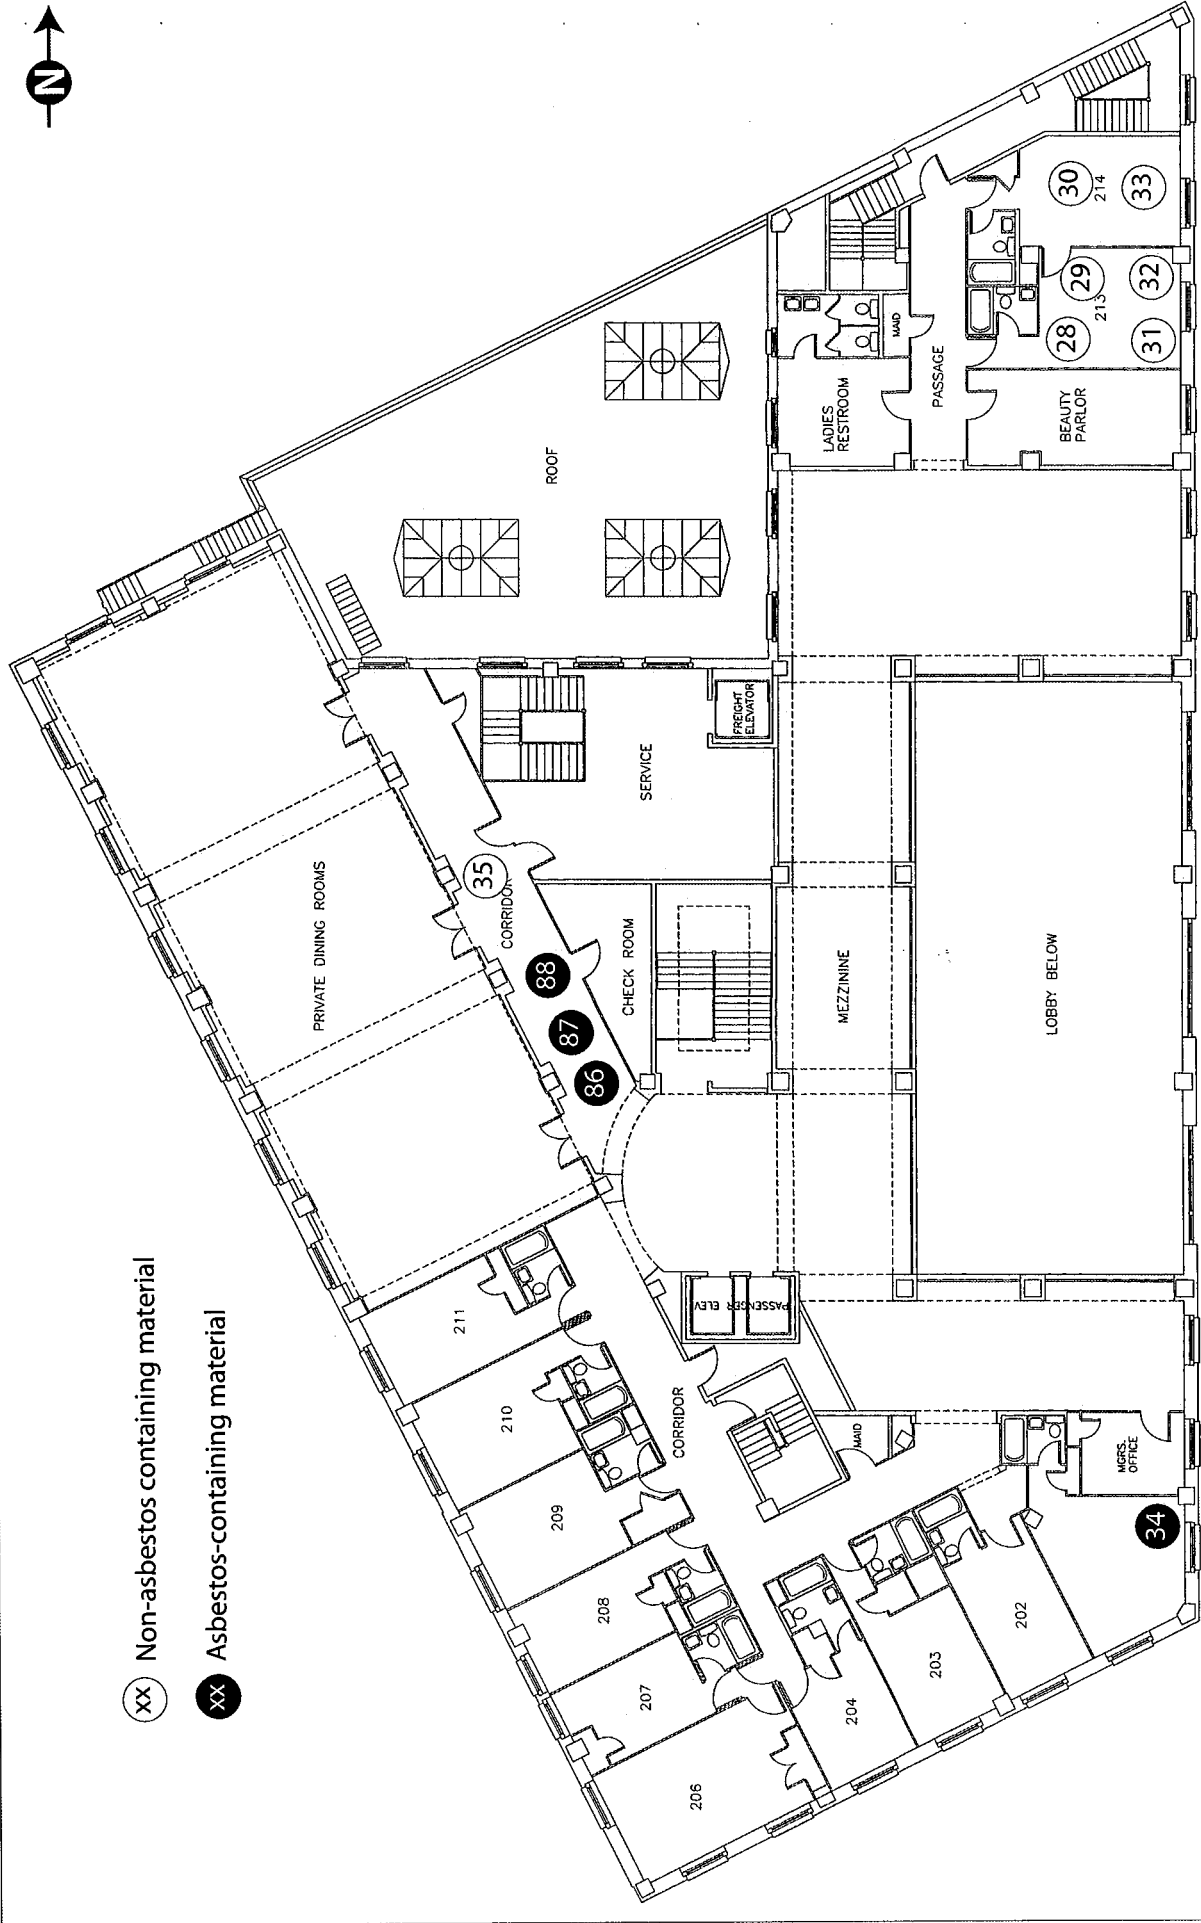 N
XX Non-asbestos containing material
XX Asbestos-containing material
ROOF
PRIVATE DINING ROOMS
CORRIDOR
35
88
87
86
CHECK ROOM
SERVICE
FREIGHT
ELEVATOR
LADIES
RESTROOM
MAID
PASSAGE
BEAUTY
PARLOR
28
29
213
31
32
30
214
33
MEZZININE
LOBBY BELOW
PASSENGER ELEV
CORRIDOR
MAID
MGRS.
OFFICE
34
211
210
209
208
207
206
204
203
202